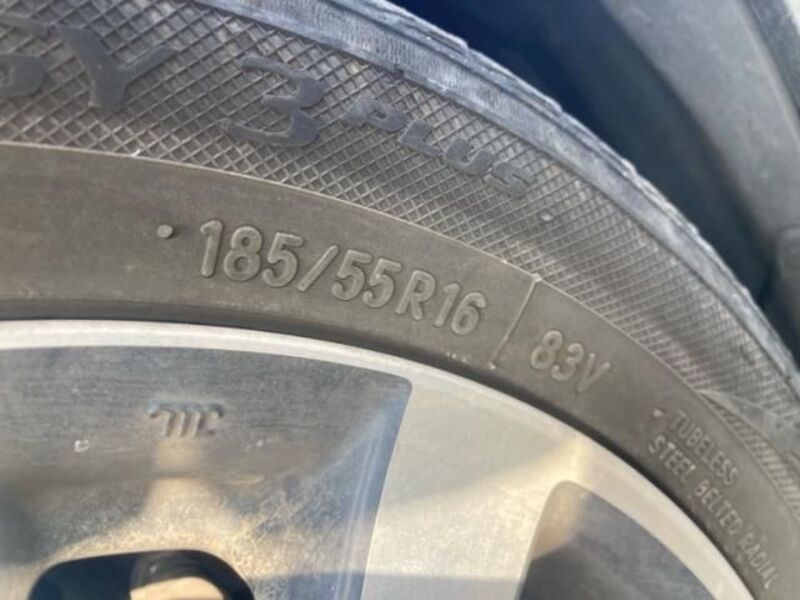 3 PLUS
185/55R16 83V
TUBELESS
STEEL BELTED RADIAL